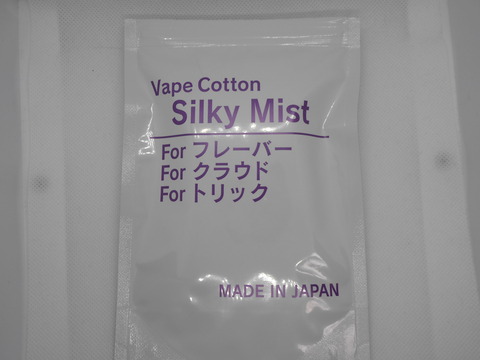 Vape Cotton
Silky Mist
For フレーバー
For クラウド
For トリック
MADE IN JAPAN